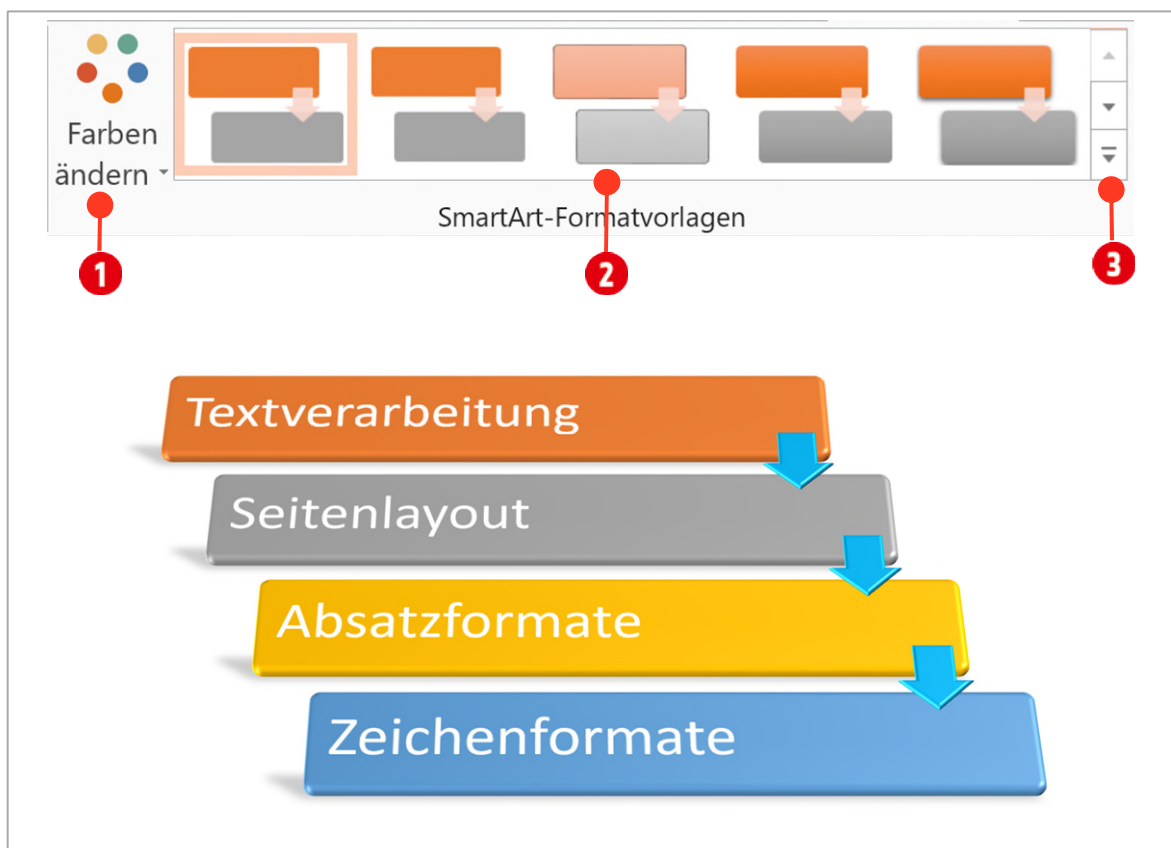 Farben
ändern
SmartArt-Formatvorlagen
1
2
3
Textverarbeitung
Seitenlayout
Absatzformate
Zeichenformate